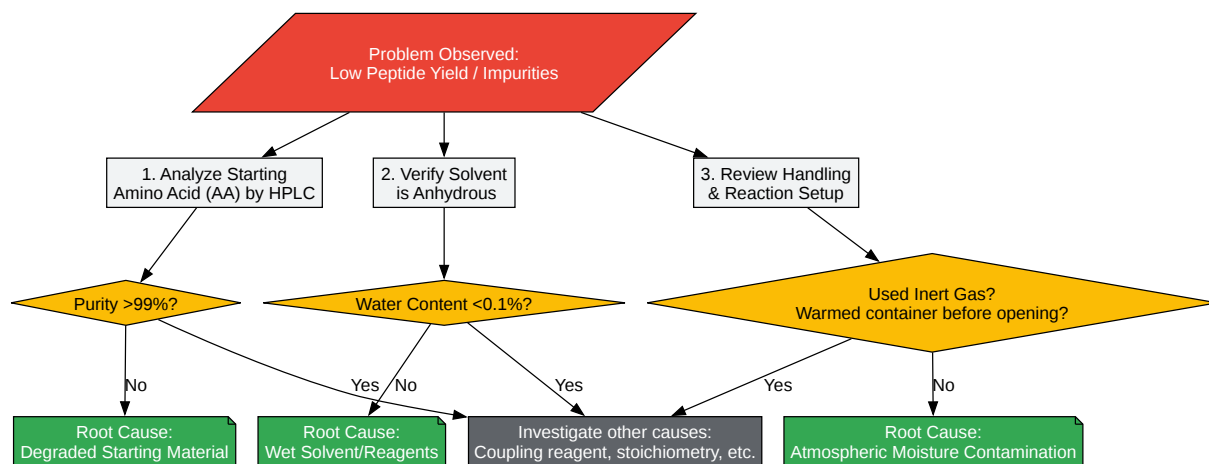 Problem Observed:
Low Peptide Yield / Impurities
1. Analyze Starting
Amino Acid (AA) by HPLC
2. Verify Solvent
is Anhydrous
3. Review Handling
& Reaction Setup
Purity >99%?
Water Content <0.1%?
Used Inert Gas?
Warmed container before opening?
No
Yes
No
Yes
Yes
No
Root Cause:
Degraded Starting Material
Root Cause:
Wet Solvent/Reagents
Investigate other causes:
Coupling reagent, stoichiometry, etc.
Root Cause:
Atmospheric Moisture Contamination